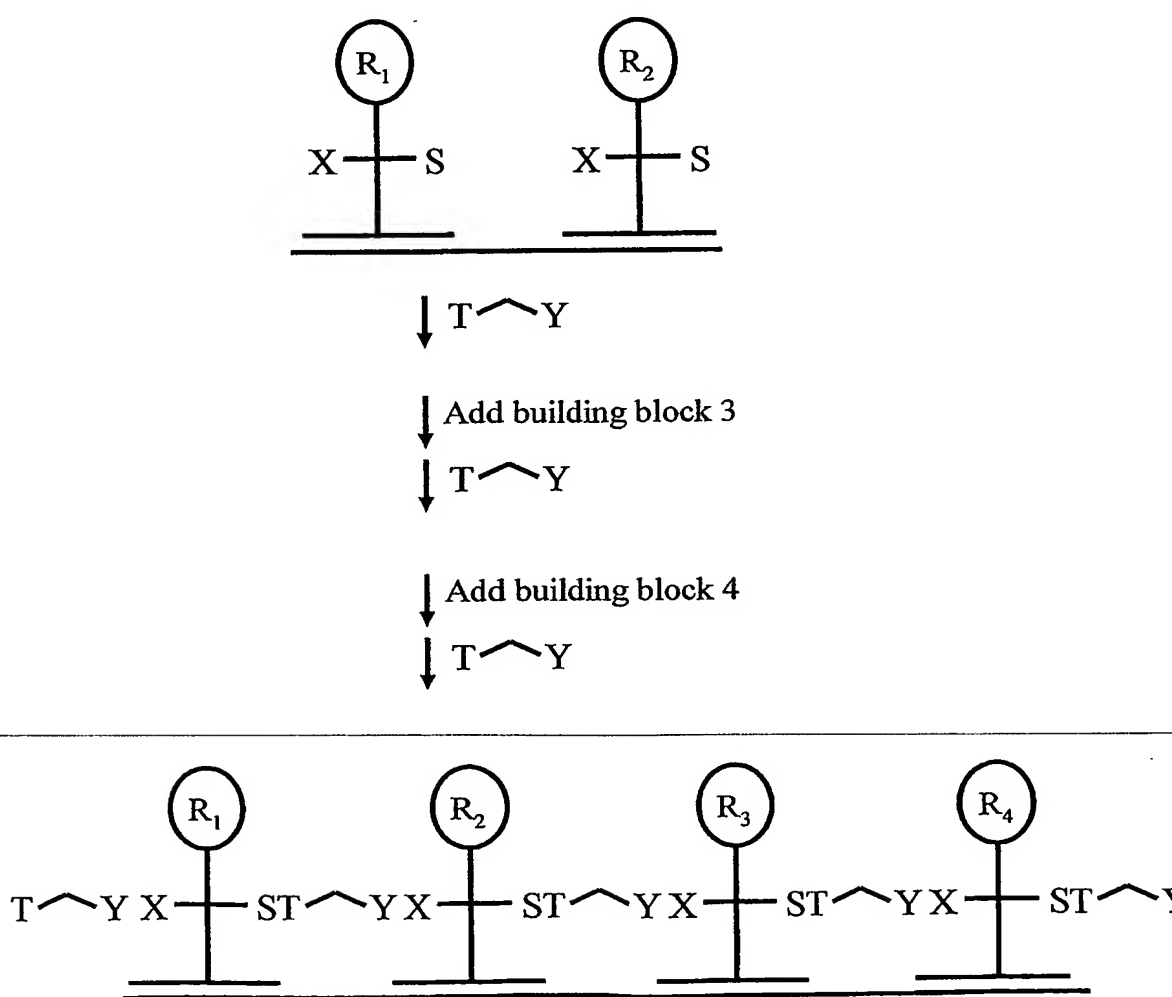 R₁ R₂
X S X S
T Y
Add building block 3
T Y
Add building block 4
T Y
R₁ R₂ R₃ R₄
T Y X ST Y X ST Y X ST Y X ST Y